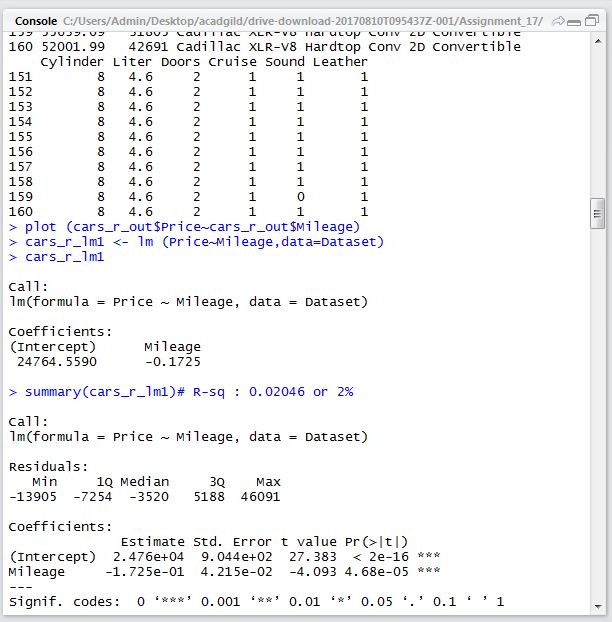 Console C:/Users/Admin/Desktop/acadgild/drive-download-20170810T095437Z-001/Assignment_17/
159 Cadillac XLR-V8 Hardtop Conv 2D Convertible
160 52001.99 42691 Cadillac XLR-V8 Hardtop Conv 2D Convertible
Cylinder Liter Doors Cruise Sound Leather
151 8 4.6 2 1 1 1
152 8 4.6 2 1 1 1
153 8 4.6 2 1 1 1
154 8 4.6 2 1 1 1
155 8 4.6 2 1 1 1
156 8 4.6 2 1 1 1
157 8 4.6 2 1 1 1
158 8 4.6 2 1 1 1
159 8 4.6 2 1 0 1
160 8 4.6 2 1 1 1
> plot (cars_r_out$Price~cars_r_out$Mileage)
> cars_r_lm1 <- lm (Price~Mileage,data=Dataset)
> cars_r_lm1
Call:
lm(formula = Price ~ Mileage, data = Dataset)
Coefficients:
(Intercept) Mileage
24764.5590 -0.1725
> summary(cars_r_lm1)# R-sq : 0.02046 or 2%
Call:
lm(formula = Price ~ Mileage, data = Dataset)
Residuals:
Min 1Q Median 3Q Max
-13905 -7254 -3520 5188 46091
Coefficients:
Estimate Std. Error t value Pr(>|t|)
(Intercept) 2.476e+04 9.044e+02 27.383 < 2e-16 ***
Mileage -1.725e-01 4.215e-02 -4.093 4.68e-05 ***
---
Signif. codes: 0 ‘***’ 0.001 ‘**’ 0.01 ‘*’ 0.05 ‘.’ 0.1 ‘ ’ 1